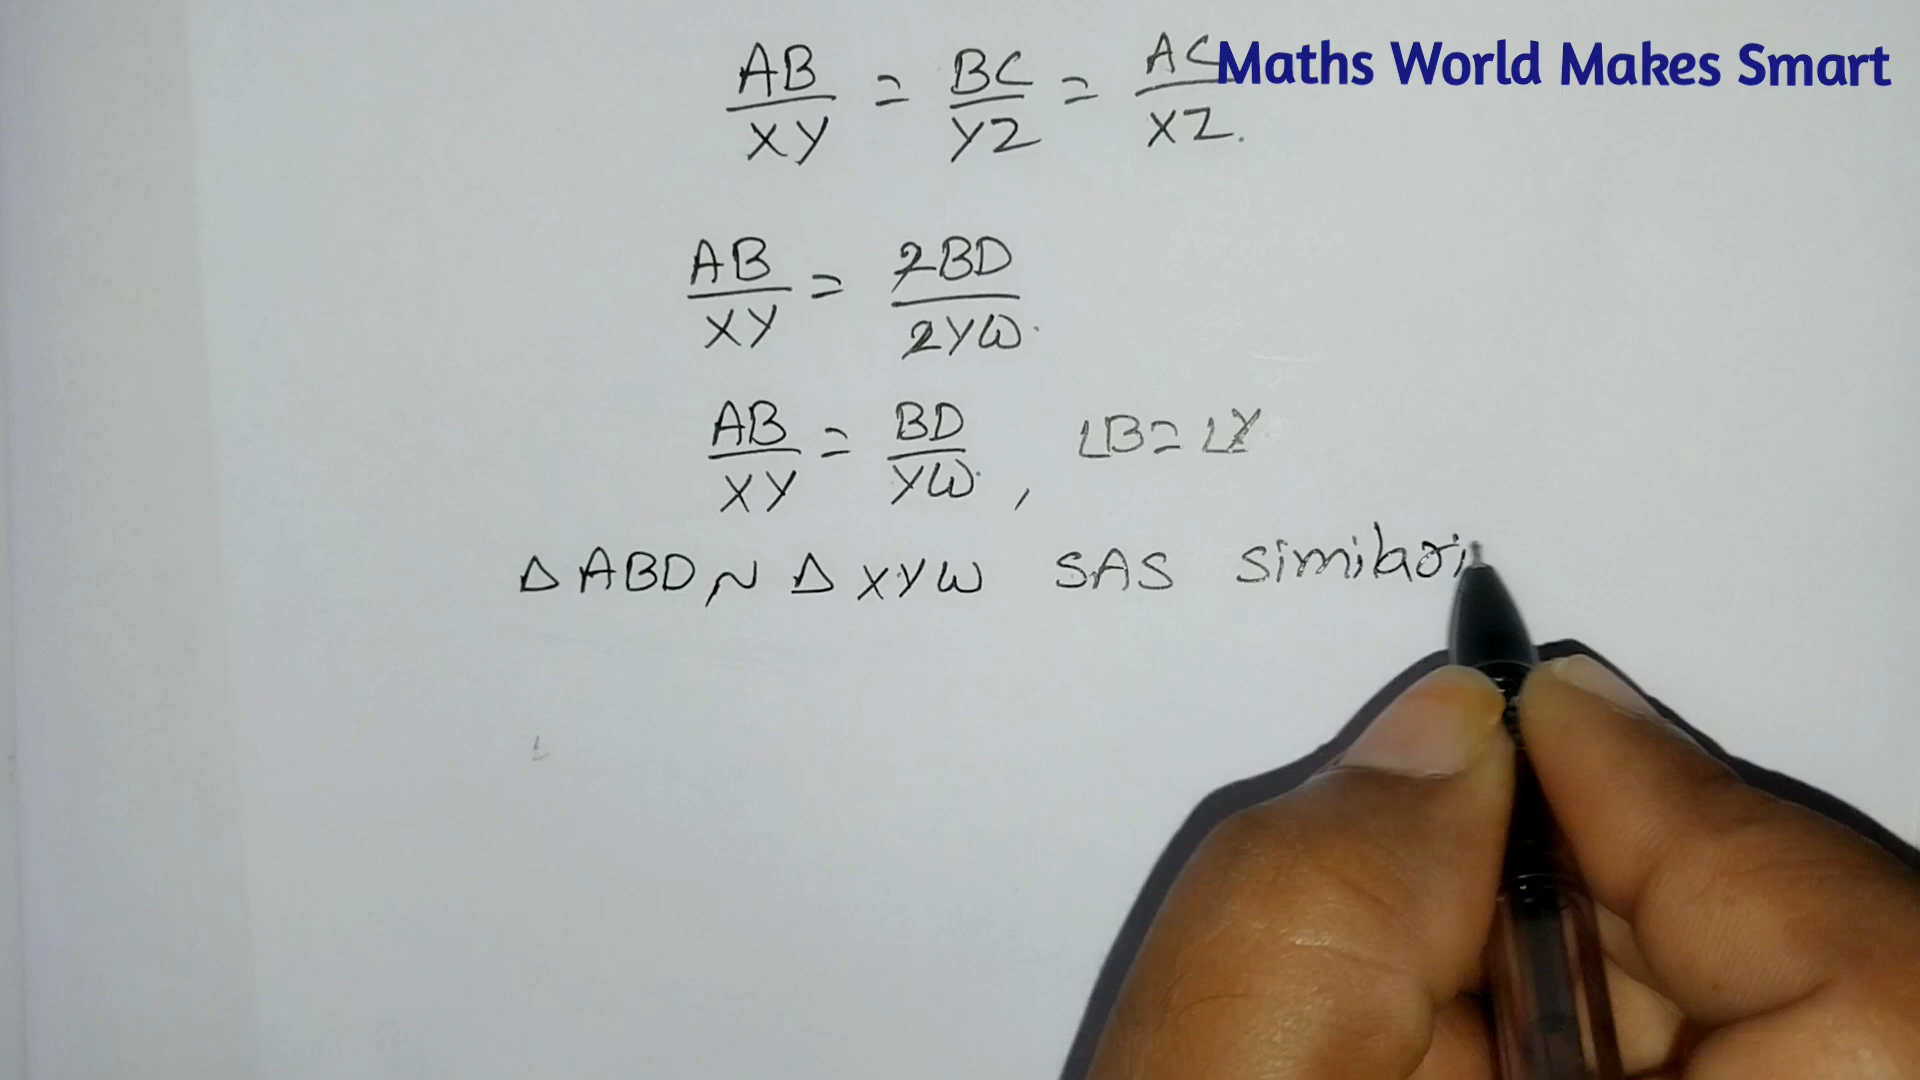 Maths World Makes Smart
AB/XY = BC/YZ = AC/XZ.
AB/XY = 2BD/2YW.
AB/XY = BD/YW, ∠B = ∠Y
Δ ABD ~ Δ XYW SAS similari